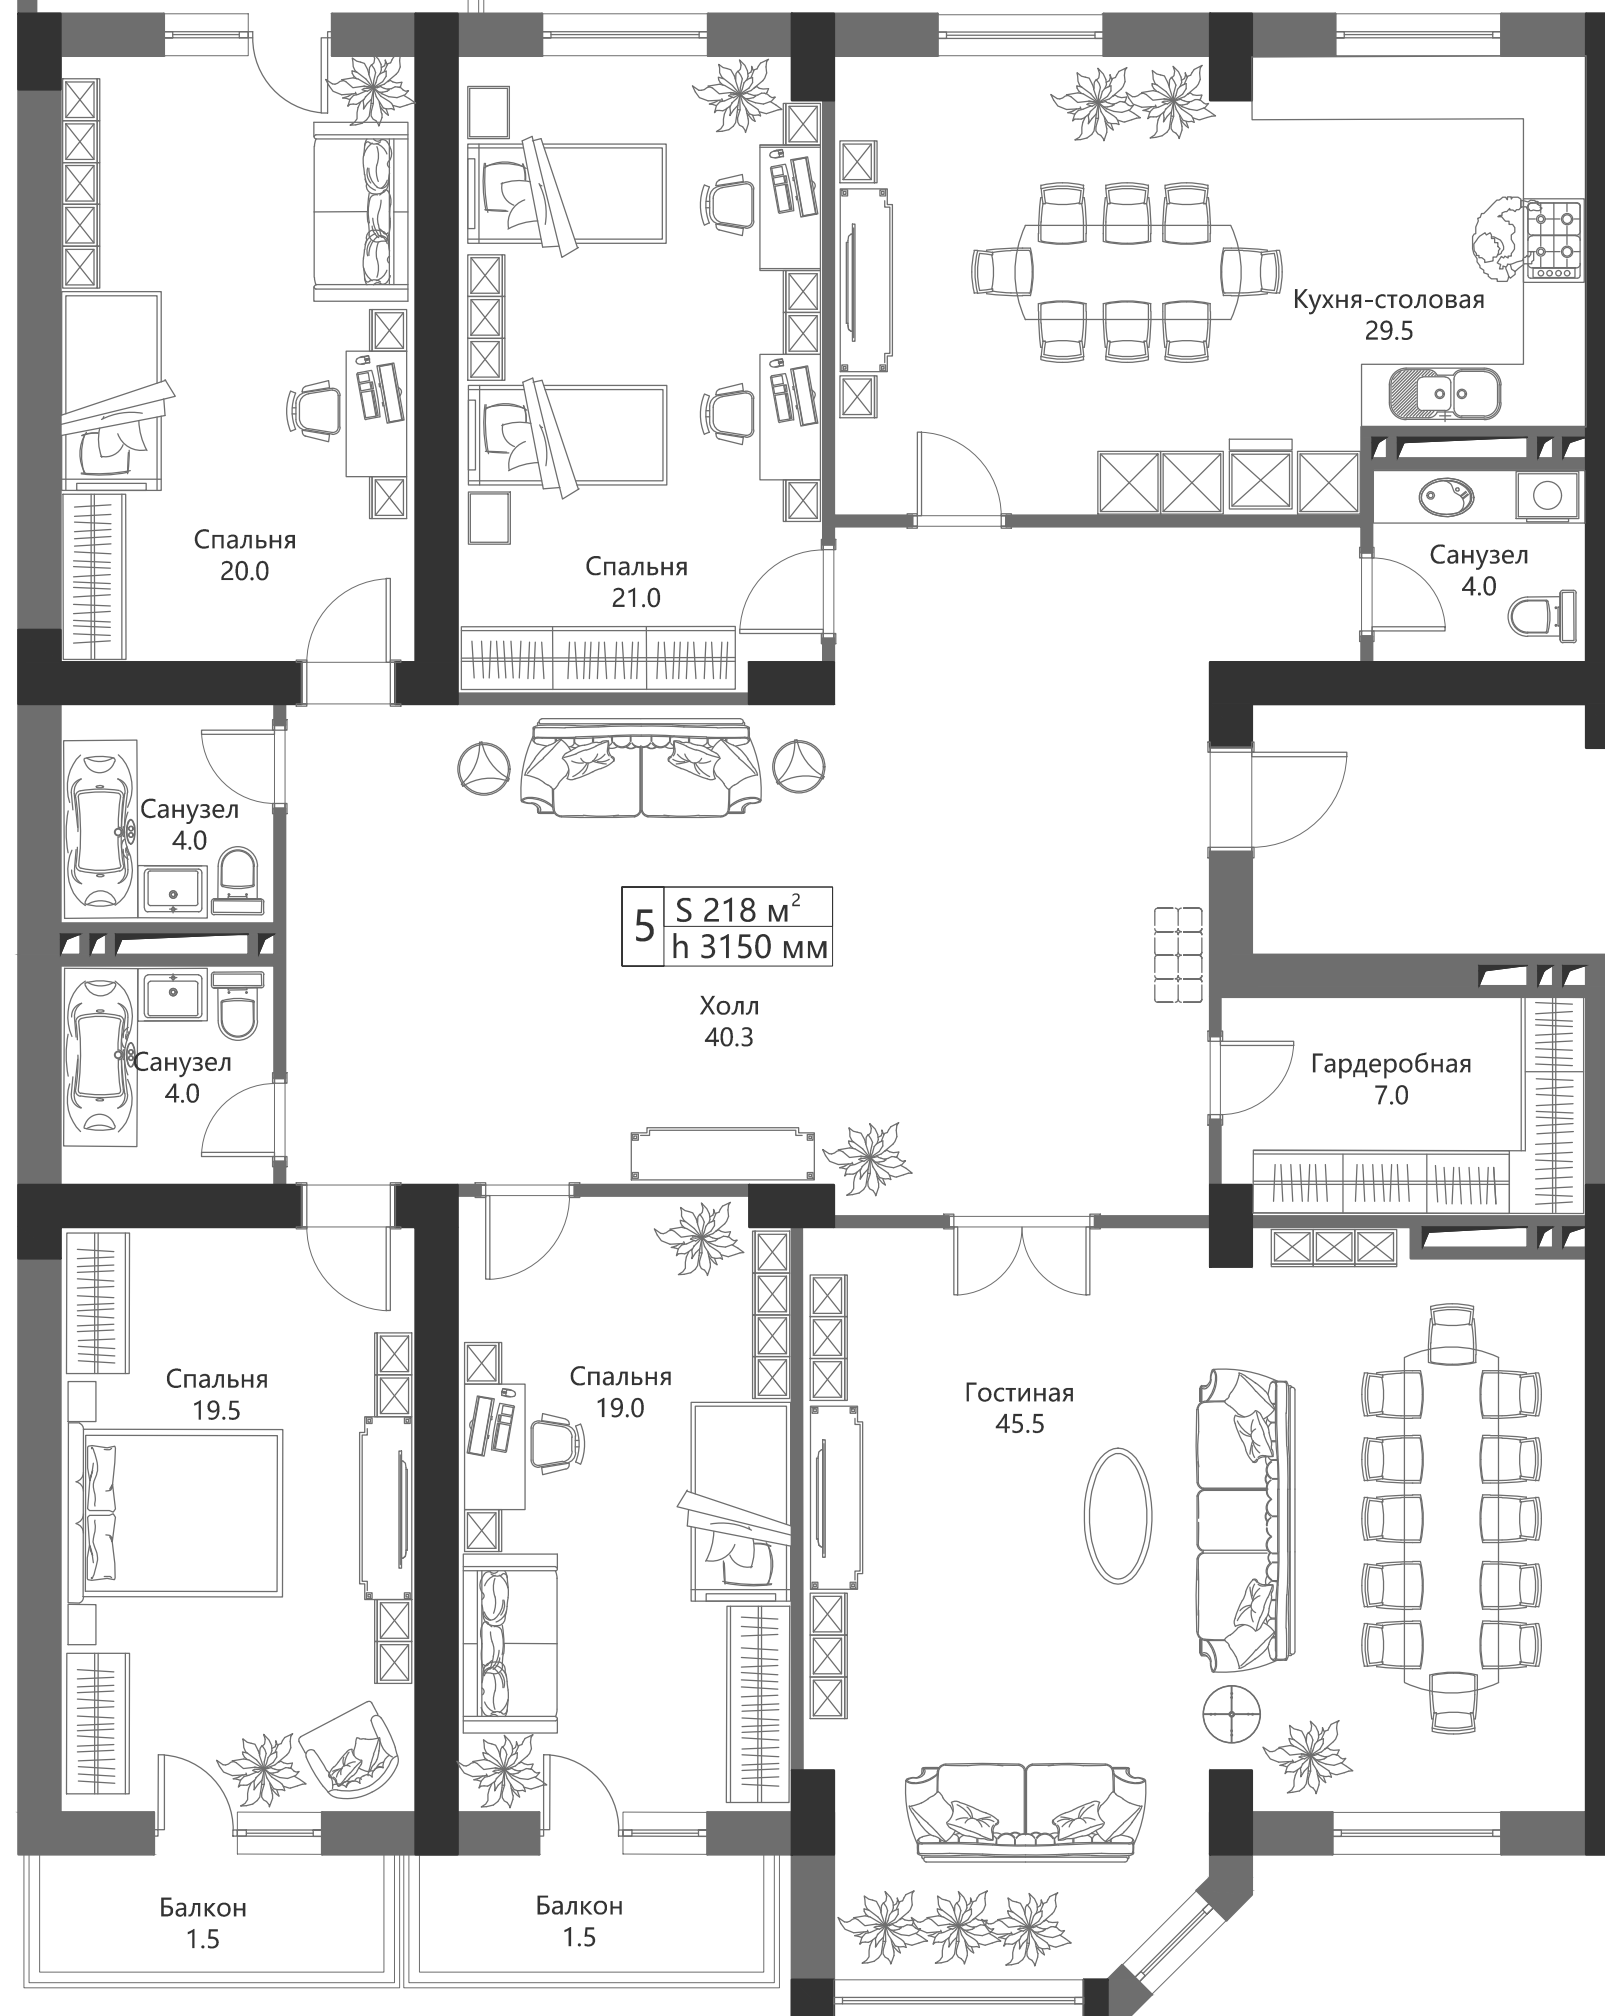 Кухня-столовая
29.5
Спальня
20.0
Спальня
21.0
Санузел
4.0
Санузел
4.0
5
S 218 м²
h 3150 мм
Холл
40.3
Санузел
4.0
Гардеробная
7.0
Спальня
19.5
Спальня
19.0
Гостиная
45.5
Балкон
1.5
Балкон
1.5